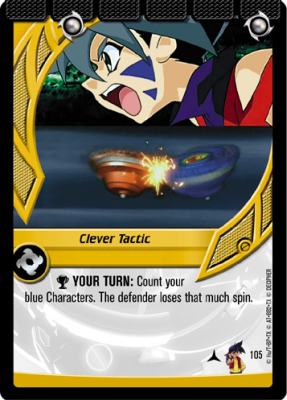 Clever Tactic
YOUR TURN: Count your
blue Characters. The defender loses that much spin.
105